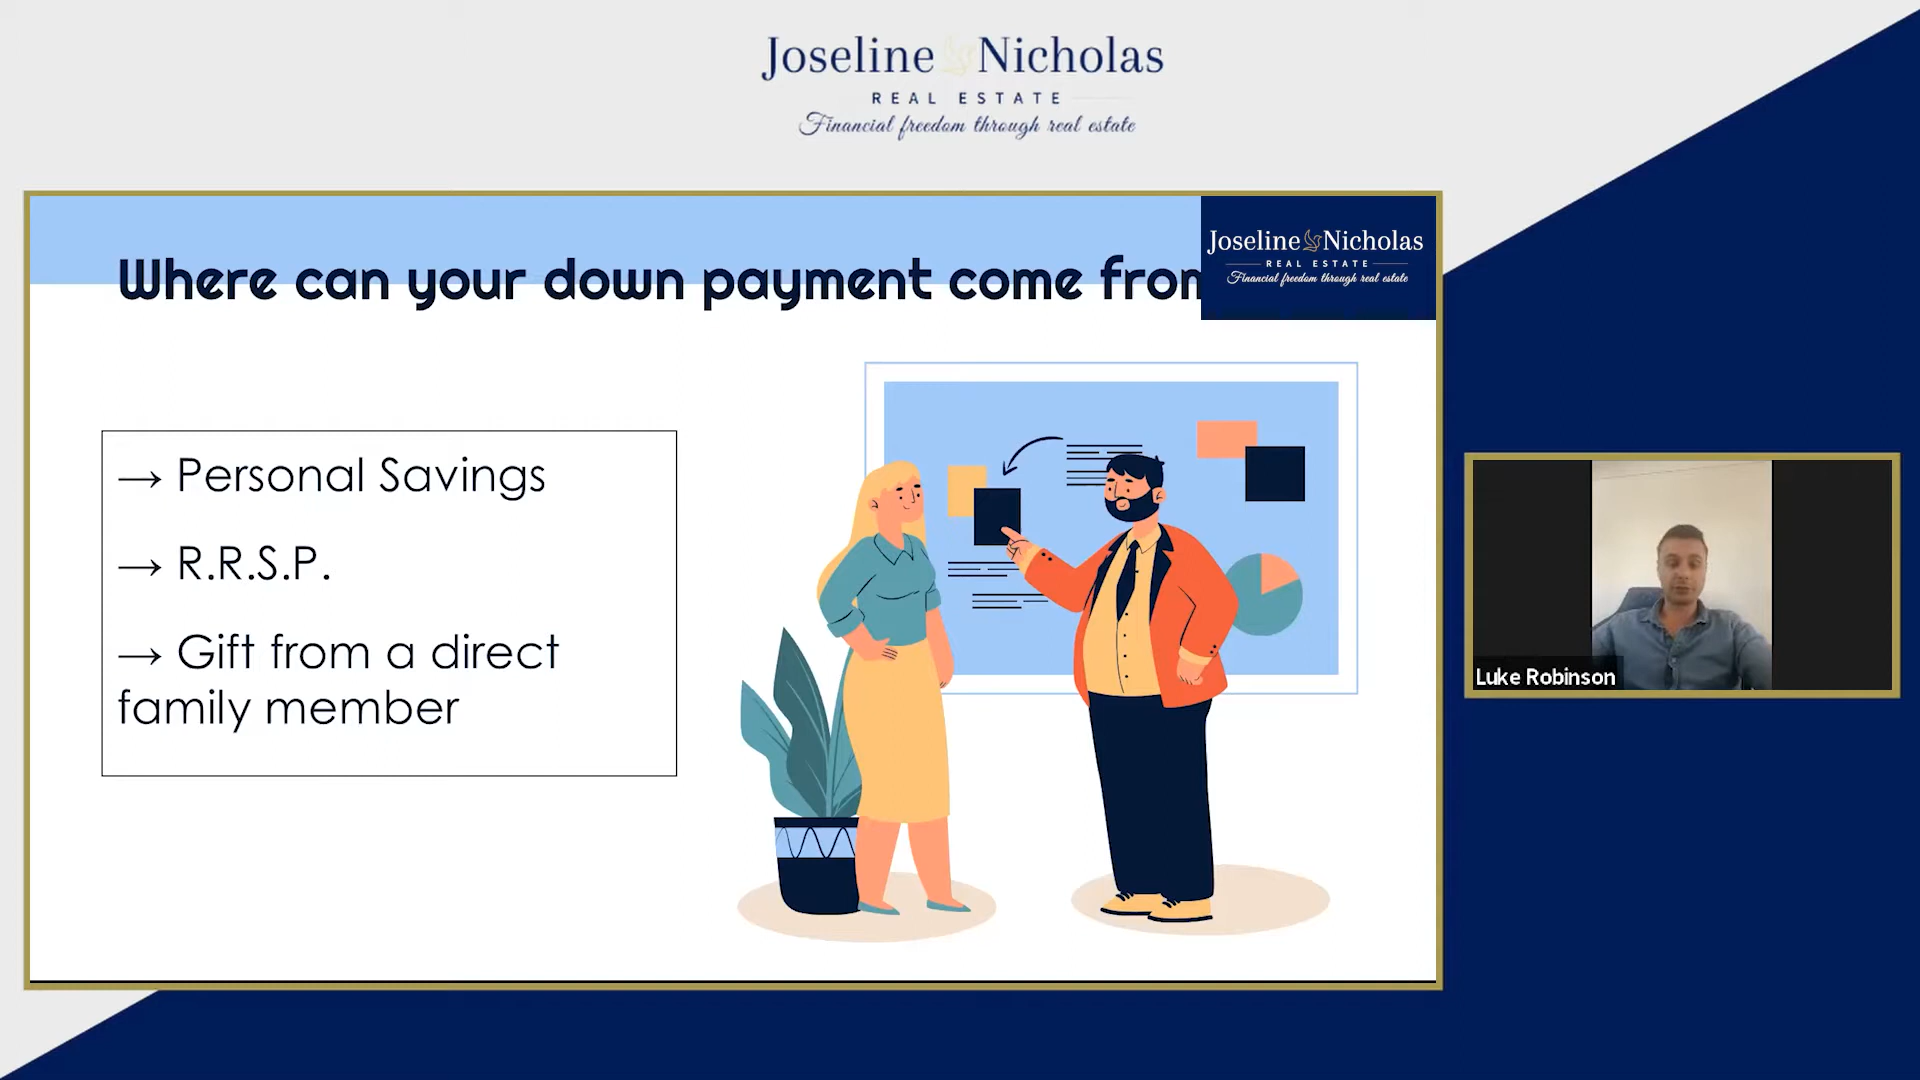 Joseline Nicholas
REAL ESTATE
Financial freedom through real estate
Where can your down payment come from
Joseline Nicholas
REAL ESTATE
Financial freedom through real estate
→ Personal Savings
→ R.R.S.P.
→ Gift from a direct
family member
Luke Robinson